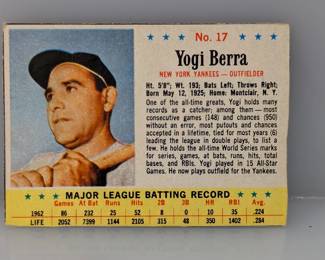 No. 17
Yogi Berra
NEW YORK YANKEES — OUTFIELDER
Ht. 5'8"; Wt. 193; Bats Left; Throws Right;
Born May 12, 1925; Home: Montclair, N. Y.
One of the all-time greats, Yogi holds many
records as a catcher; among them — most
consecutive games (148) and chances (950)
without an error, most putouts and chances
accepted in a lifetime, tied for most years (6)
leading the league in double plays, to list a
few. He holds the all-time World Series marks
for series, games, at bats, runs, hits, total
bases, and RBIs. Yogi played in 15 All-Star
Games. He now plays outfield for the Yankees.
MAJOR LEAGUE BATTING RECORD
Games At Bat Runs Hits 2B 3B HR RBI Avg.
1962 86 232 25 52 8 0 10 35 .224
LIFE 2052 7399 1144 2105 315 48 350 1402 .284